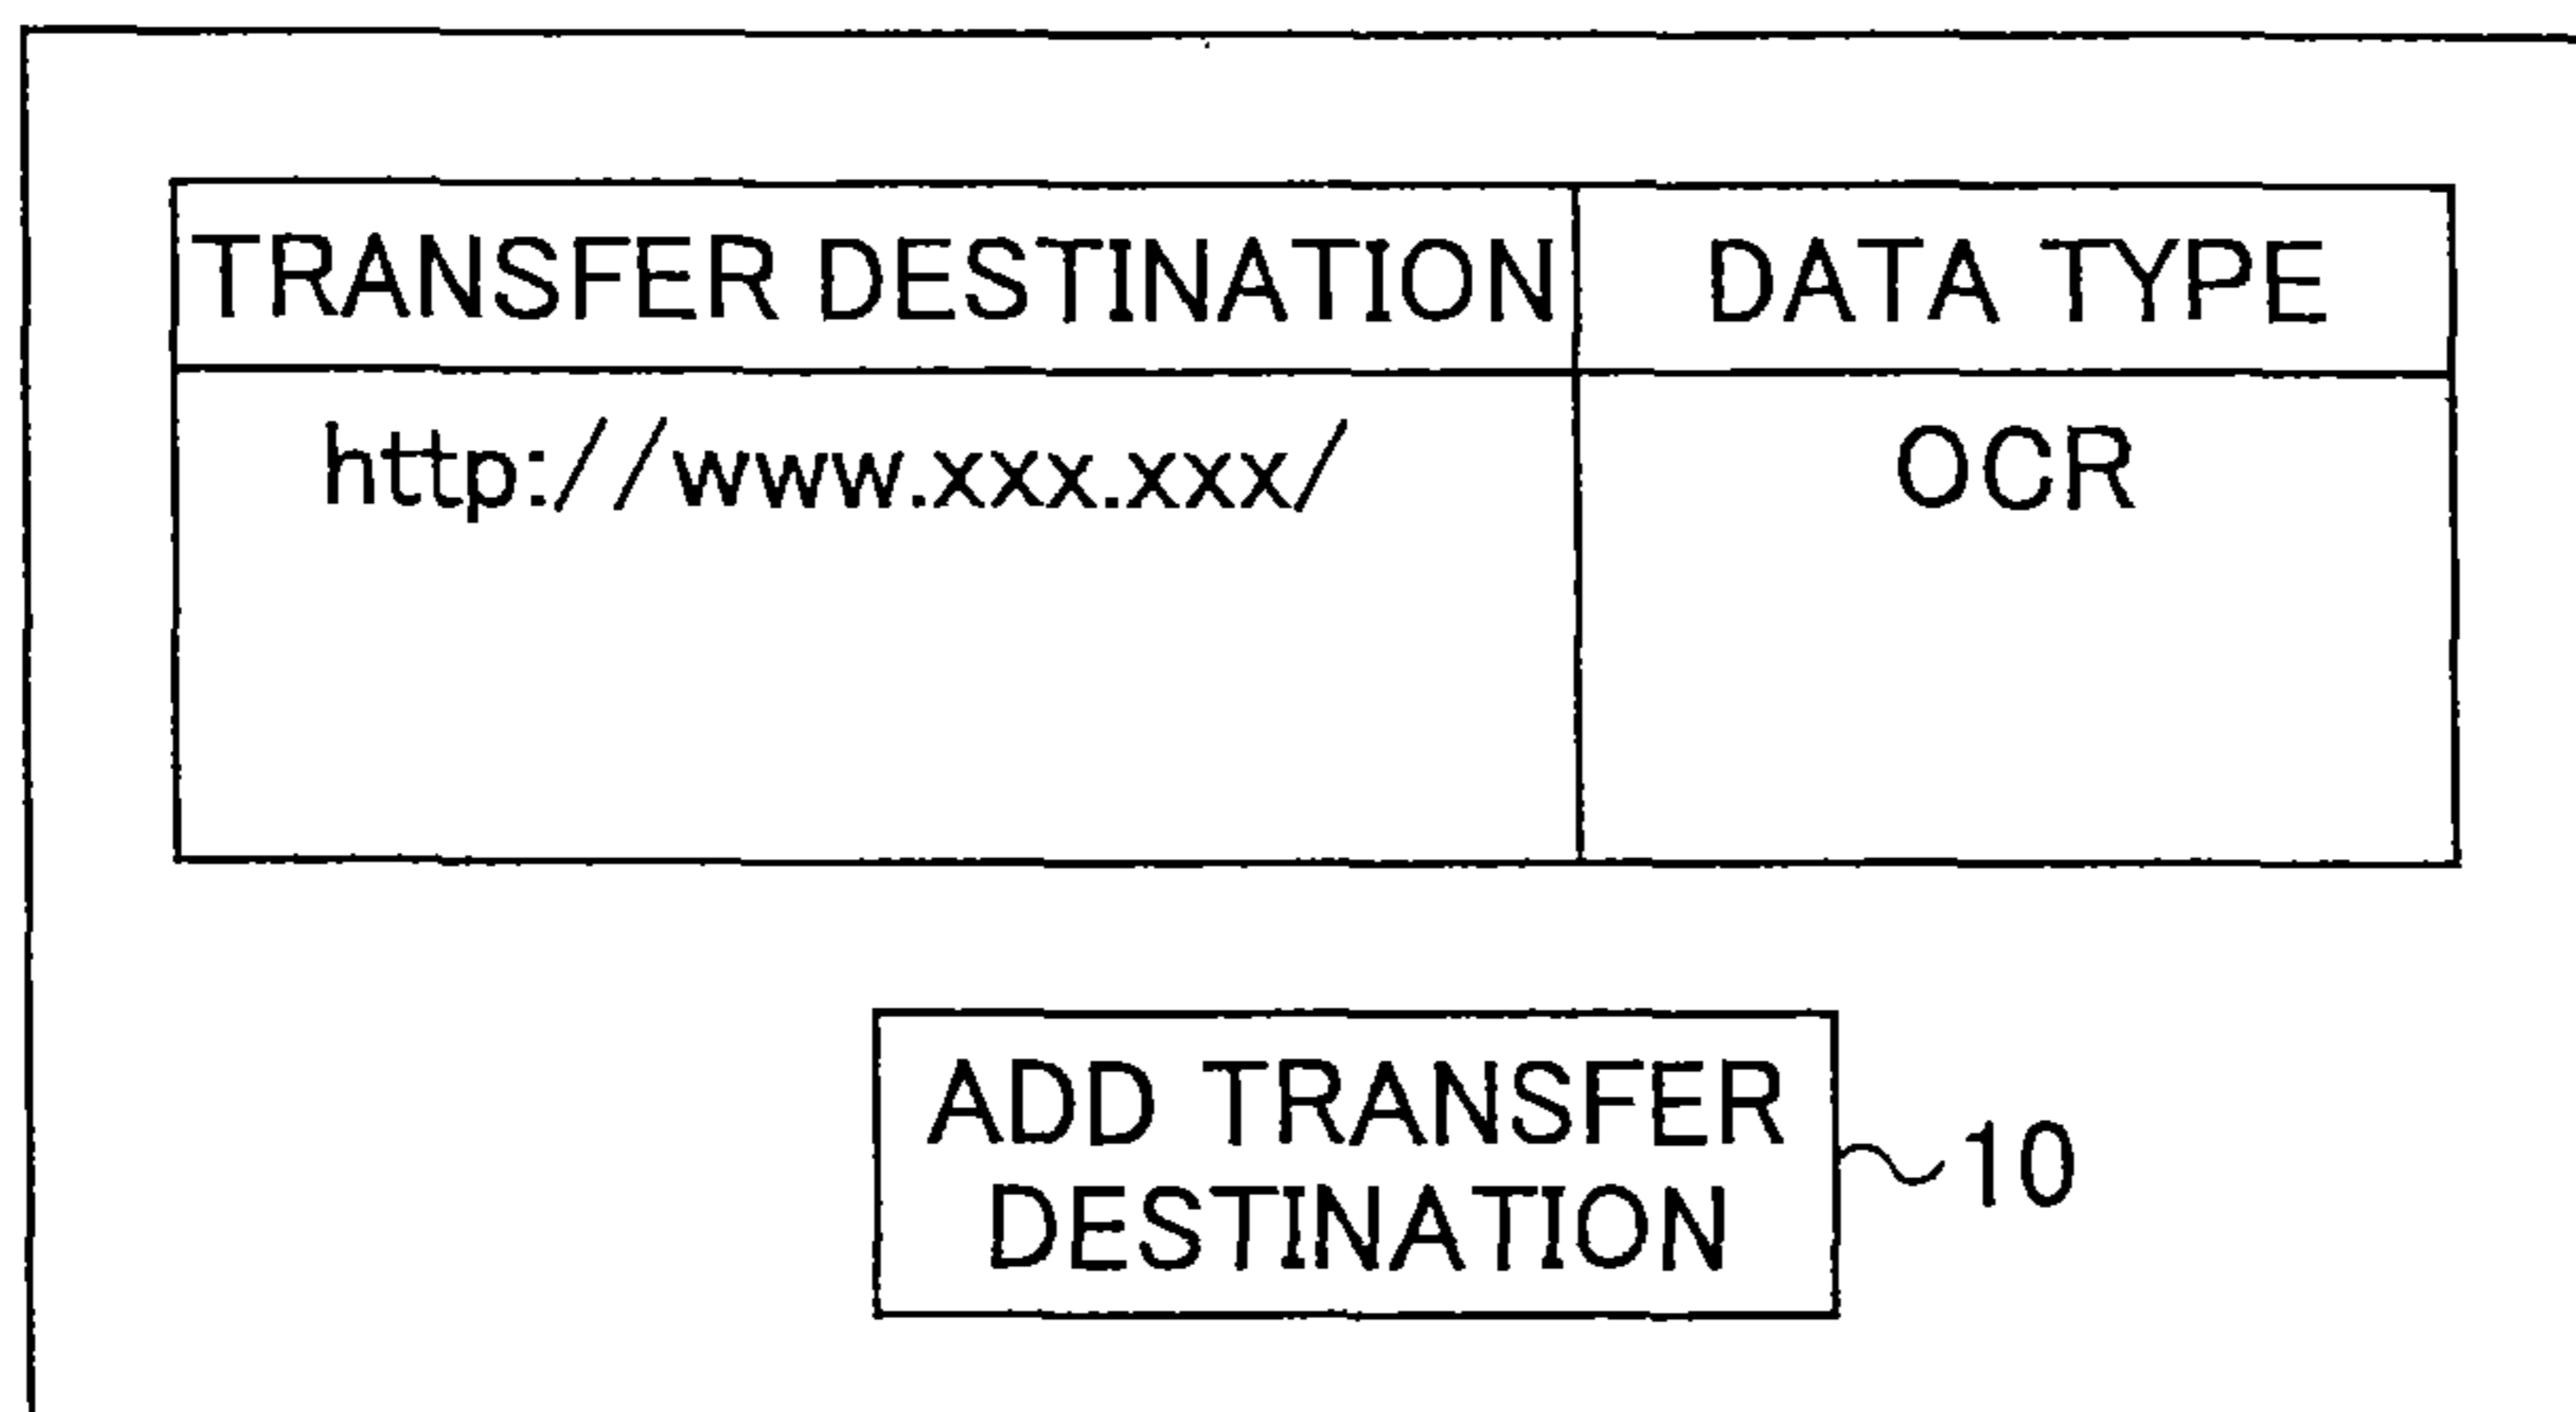 TRANSFER DESTINATION DATA TYPE
http://www.xxx.xxx/ OCR
ADD TRANSFER
DESTINATION
10